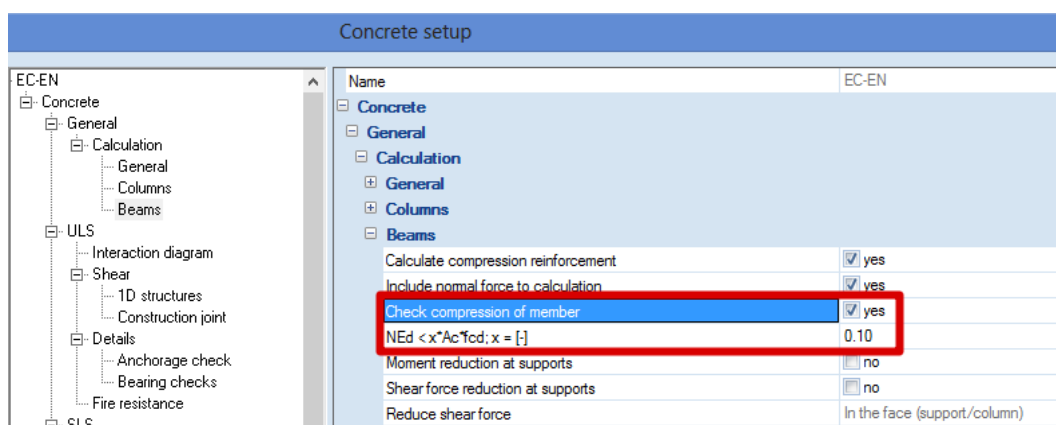 Concrete setup
EC-EN
Concrete
General
Calculation
General
Columns
Beams
ULS
Interaction diagram
Shear
1D structures
Construction joint
Details
Anchorage check
Bearing checks
Fire resistance
SLS
Name EC-EN
Concrete
General
Calculation
General
Columns
Beams
Calculate compression reinforcement yes
Include normal force to calculation yes
Check compression of member yes
NEd < x*Ac*fcd; x = [-] 0.10
Moment reduction at supports no
Shear force reduction at supports no
Reduce shear force In the face (support/column)